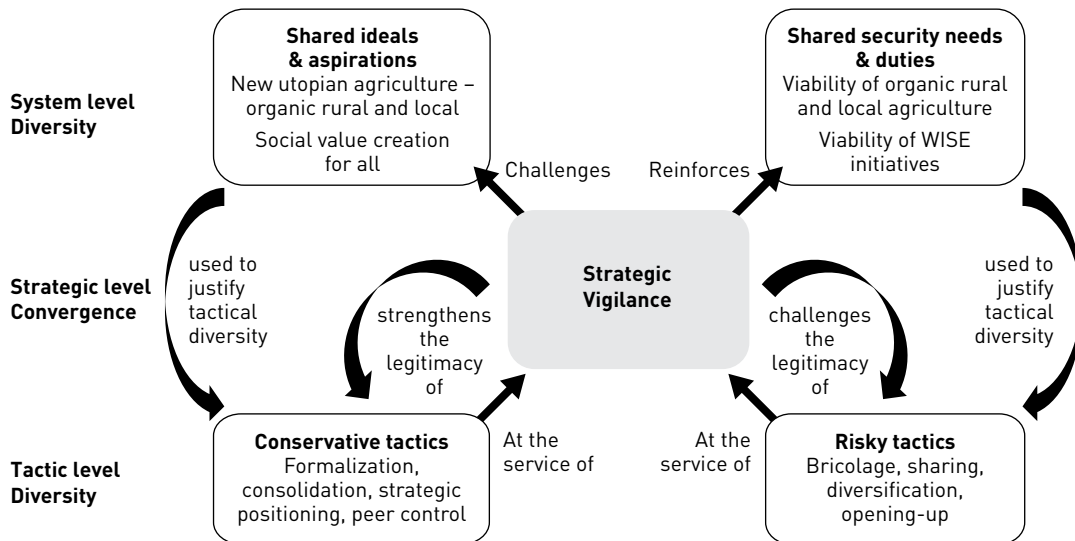 Shared ideals
& aspirations
New utopian agriculture –
organic rural and local
Social value creation
for all
Shared security needs
& duties
Viability of organic rural
and local agriculture
Viability of WISE
initiatives
System level
Diversity
Challenges
Reinforces
Strategic level
Convergence
used to
justify
tactical
diversity
strengthens
the
legitimacy
of
Strategic
Vigilance
challenges
the
legitimacy
of
used to
justify
tactical
diversity
Tactic level
Diversity
Conservative tactics
Formalization,
consolidation, strategic
positioning, peer control
At the
service of
At the
service of
Risky tactics
Bricolage, sharing,
diversification,
opening-up